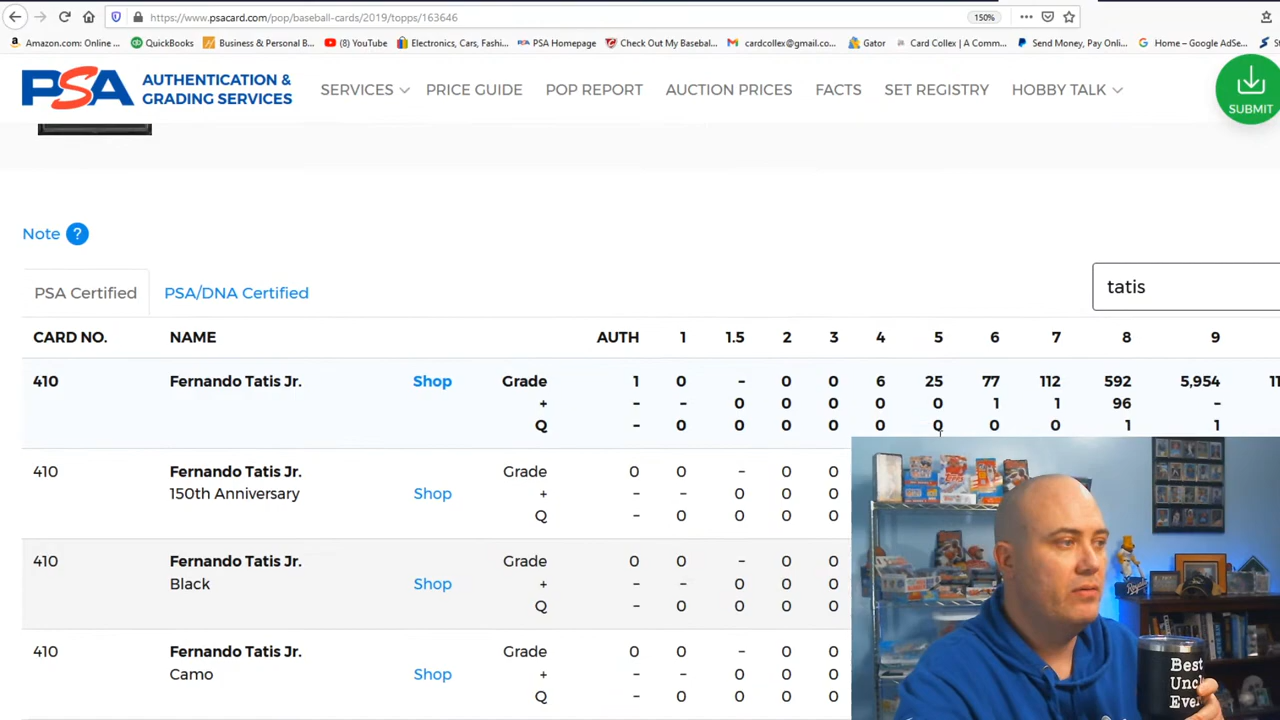 https://www.psacard.com/pop/baseball-cards/2019/topps/163646
150%
Amazon.com: Online ...
QuickBooks
Business & Personal B...
(8) YouTube
Electronics, Cars, Fashi...
PSA Homepage
Check Out My Basebal...
cardcollex@gmail.co...
Gator
Card Collex | A Comm...
Send Money, Pay Onli...
Home – Google AdSe...
PSA
AUTHENTICATION &
GRADING SERVICES
SERVICES
PRICE GUIDE
POP REPORT
AUCTION PRICES
FACTS
SET REGISTRY
HOBBY TALK
SUBMIT
Note ?
PSA Certified
PSA/DNA Certified
tatis
CARD NO. NAME AUTH 1 1.5 2 3 4 5 6 7 8 9
410 Fernando Tatis Jr. Shop Grade 1 0 - 0 0 6 25 77 112 592 5,954
+ - - 0 0 0 0 0 1 1 96 -
Q - 0 0 0 0 0 0 0 0 1 1
410 Fernando Tatis Jr. Grade 0 0 - 0 0
150th Anniversary Shop + - - 0 0 0
Q - 0 0 0 0
410 Fernando Tatis Jr. Grade 0 0 - 0 0
Black Shop + - - 0 0 0
Q - 0 0 0 0
410 Fernando Tatis Jr. Grade 0 0 - 0 0
Camo Shop + - - 0 0 0
Q - 0 0 0 0
Royals
Best
Uncl
Ever